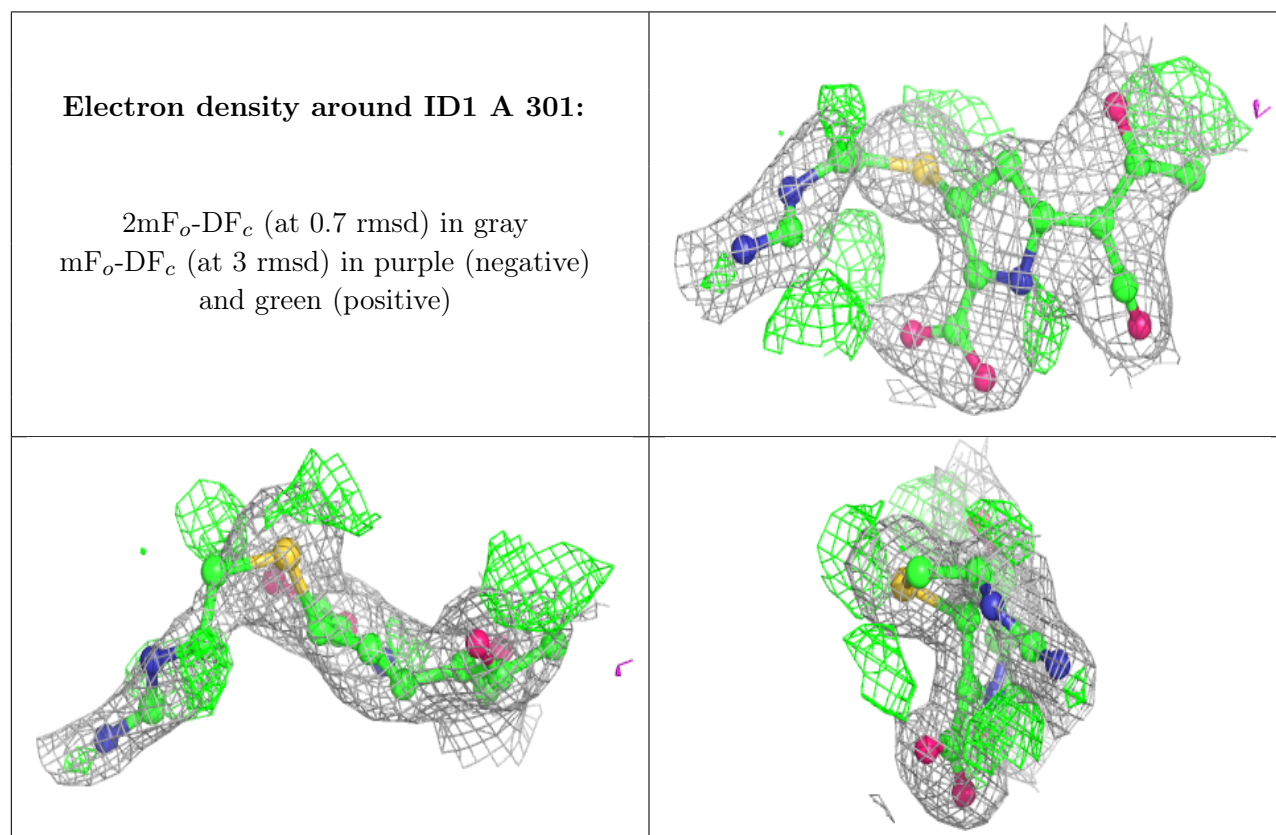 Electron density around ID1 A 301:
2mFo-DFc (at 0.7 rmsd) in gray
mFo-DFc (at 3 rmsd) in purple (negative)
and green (positive)